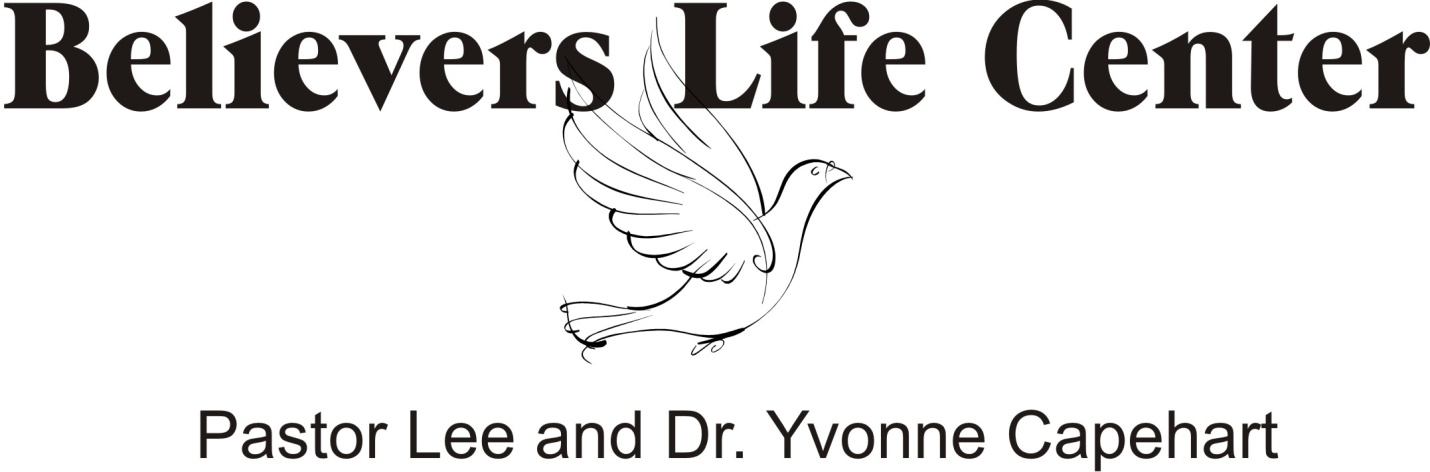 Believers Life Center
Pastor Lee and Dr. Yvonne Capehart